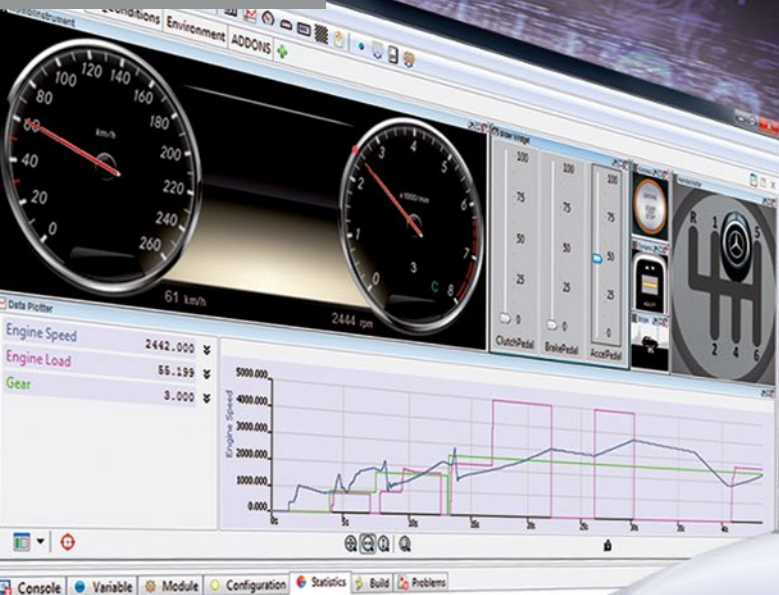 Conditions Environment
ADDONS
80 100 120 140 160 180 200 220 240 260
60 40 20 0
km/h
61 km/h
0 1 2 3 4 5 6 7 8
x1000/min
3
C
2444 rpm
100 75 50 25 0
ClutchPedal
100 75 50 25 0
BrakePedal
100 75 50 25 0
AccelPedal
R 1 5
2 4 6
Data Plotter
Engine Speed 2442.000
Engine Load 55.199
Gear 3.000
Engine Speed
5000.000
4000.000
3000.000
2000.000
1000.000
0.000
0s 5s 10s
Console Variable Module Configuration Statistics Build Problems